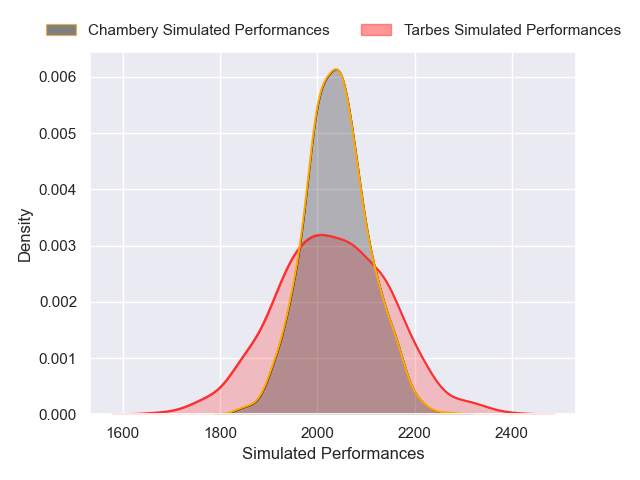 Chambery Simulated Performances Tarbes Simulated Performances
0.006
0.005
0.004
0.003
0.002
0.001
0.000
Density
1600 1800 2000 2200 2400
Simulated Performances